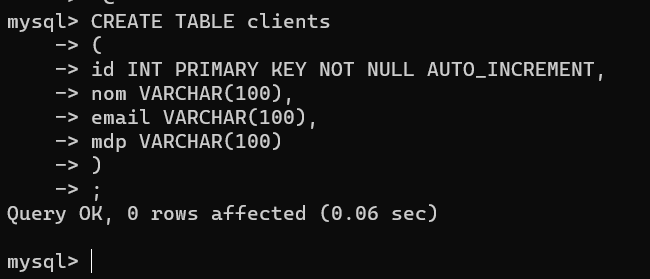 mysql> CREATE TABLE clients
    -> (
    -> id INT PRIMARY KEY NOT NULL AUTO_INCREMENT,
    -> nom VARCHAR(100),
    -> email VARCHAR(100),
    -> mdp VARCHAR(100)
    -> )
    -> ;
Query OK, 0 rows affected (0.06 sec)

mysql>